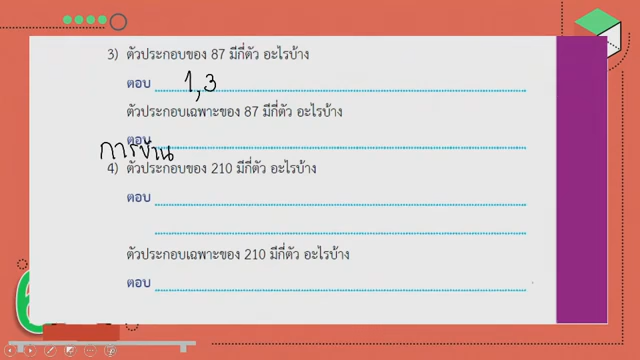 3) ตัวประกอบของ 87 มีกี่ตัว อะไรบ้าง
ตอบ 1,3
ตัวประกอบเฉพาะของ 87 มีกี่ตัว อะไรบ้าง
ตอบ
การบ้าน
4) ตัวประกอบของ 210 มีกี่ตัว อะไรบ้าง
ตอบ
ตัวประกอบเฉพาะของ 210 มีกี่ตัว อะไรบ้าง
ตอบ